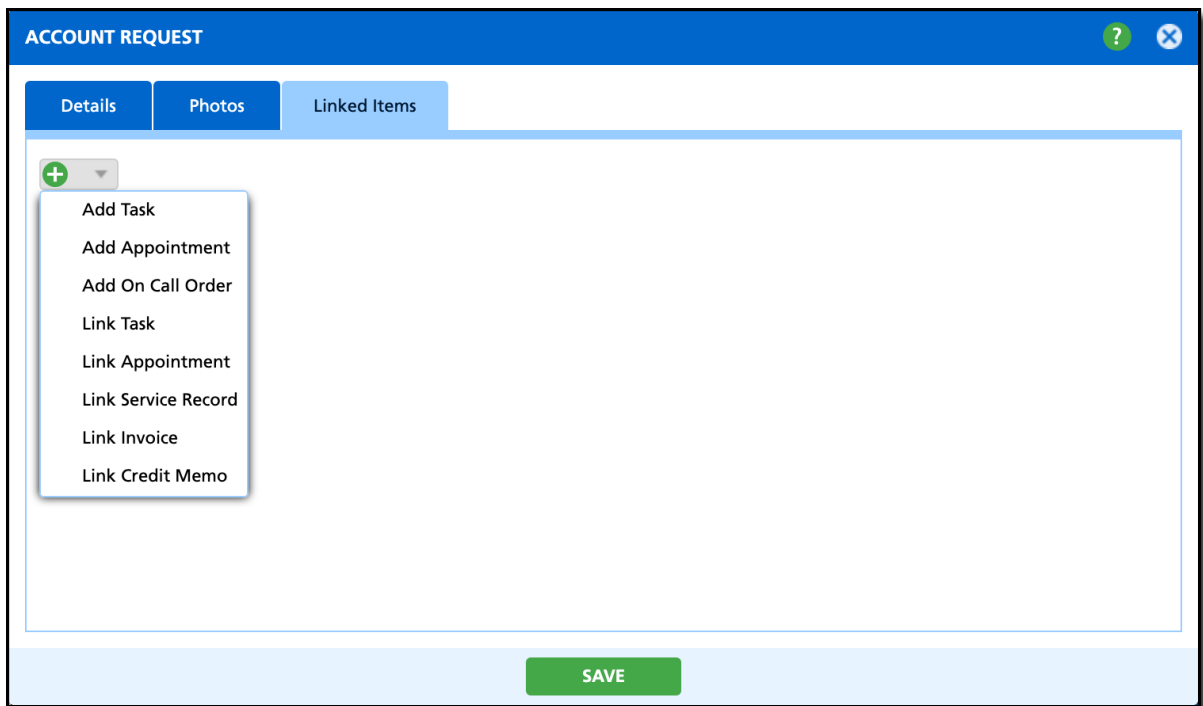 ACCOUNT REQUEST ?
Details Photos Linked Items
Add Task
Add Appointment
Add On Call Order
Link Task
Link Appointment
Link Service Record
Link Invoice
Link Credit Memo
SAVE